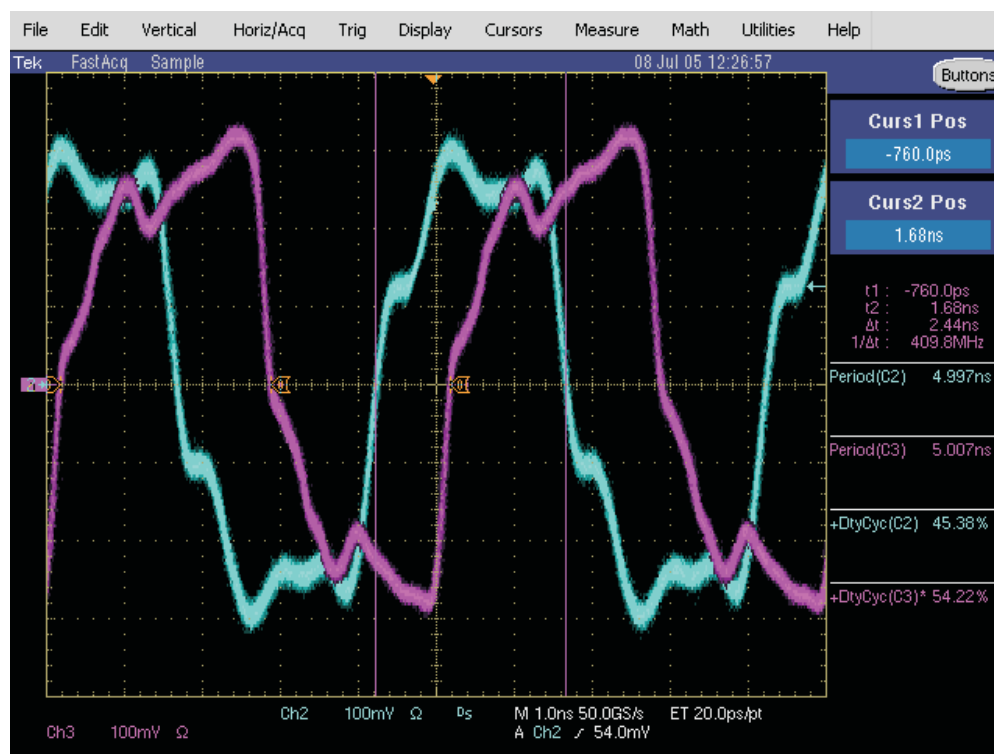 File Edit Vertical Horiz/Acq Trig Display Cursors Measure Math Utilities Help
Tek FastAcq Sample 08 Jul 05 12:26:57
Buttons
Curs1 Pos
-760.0ps
Curs2 Pos
1.68ns
t1 : -760.0ps
t2 : 1.68ns
Δt : 2.44ns
1/Δt : 409.8MHz
Period(C2) 4.997ns
Period(C3) 5.007ns
+DtyCyc(C2) 45.38%
+DtyCyc(C3)* 54.22%
Ch2 100mV Ω Ds M 1.0ns 50.0GS/s ET 20.0ps/pt
Ch3 100mV Ω A Ch2 ⁄ 54.0mV